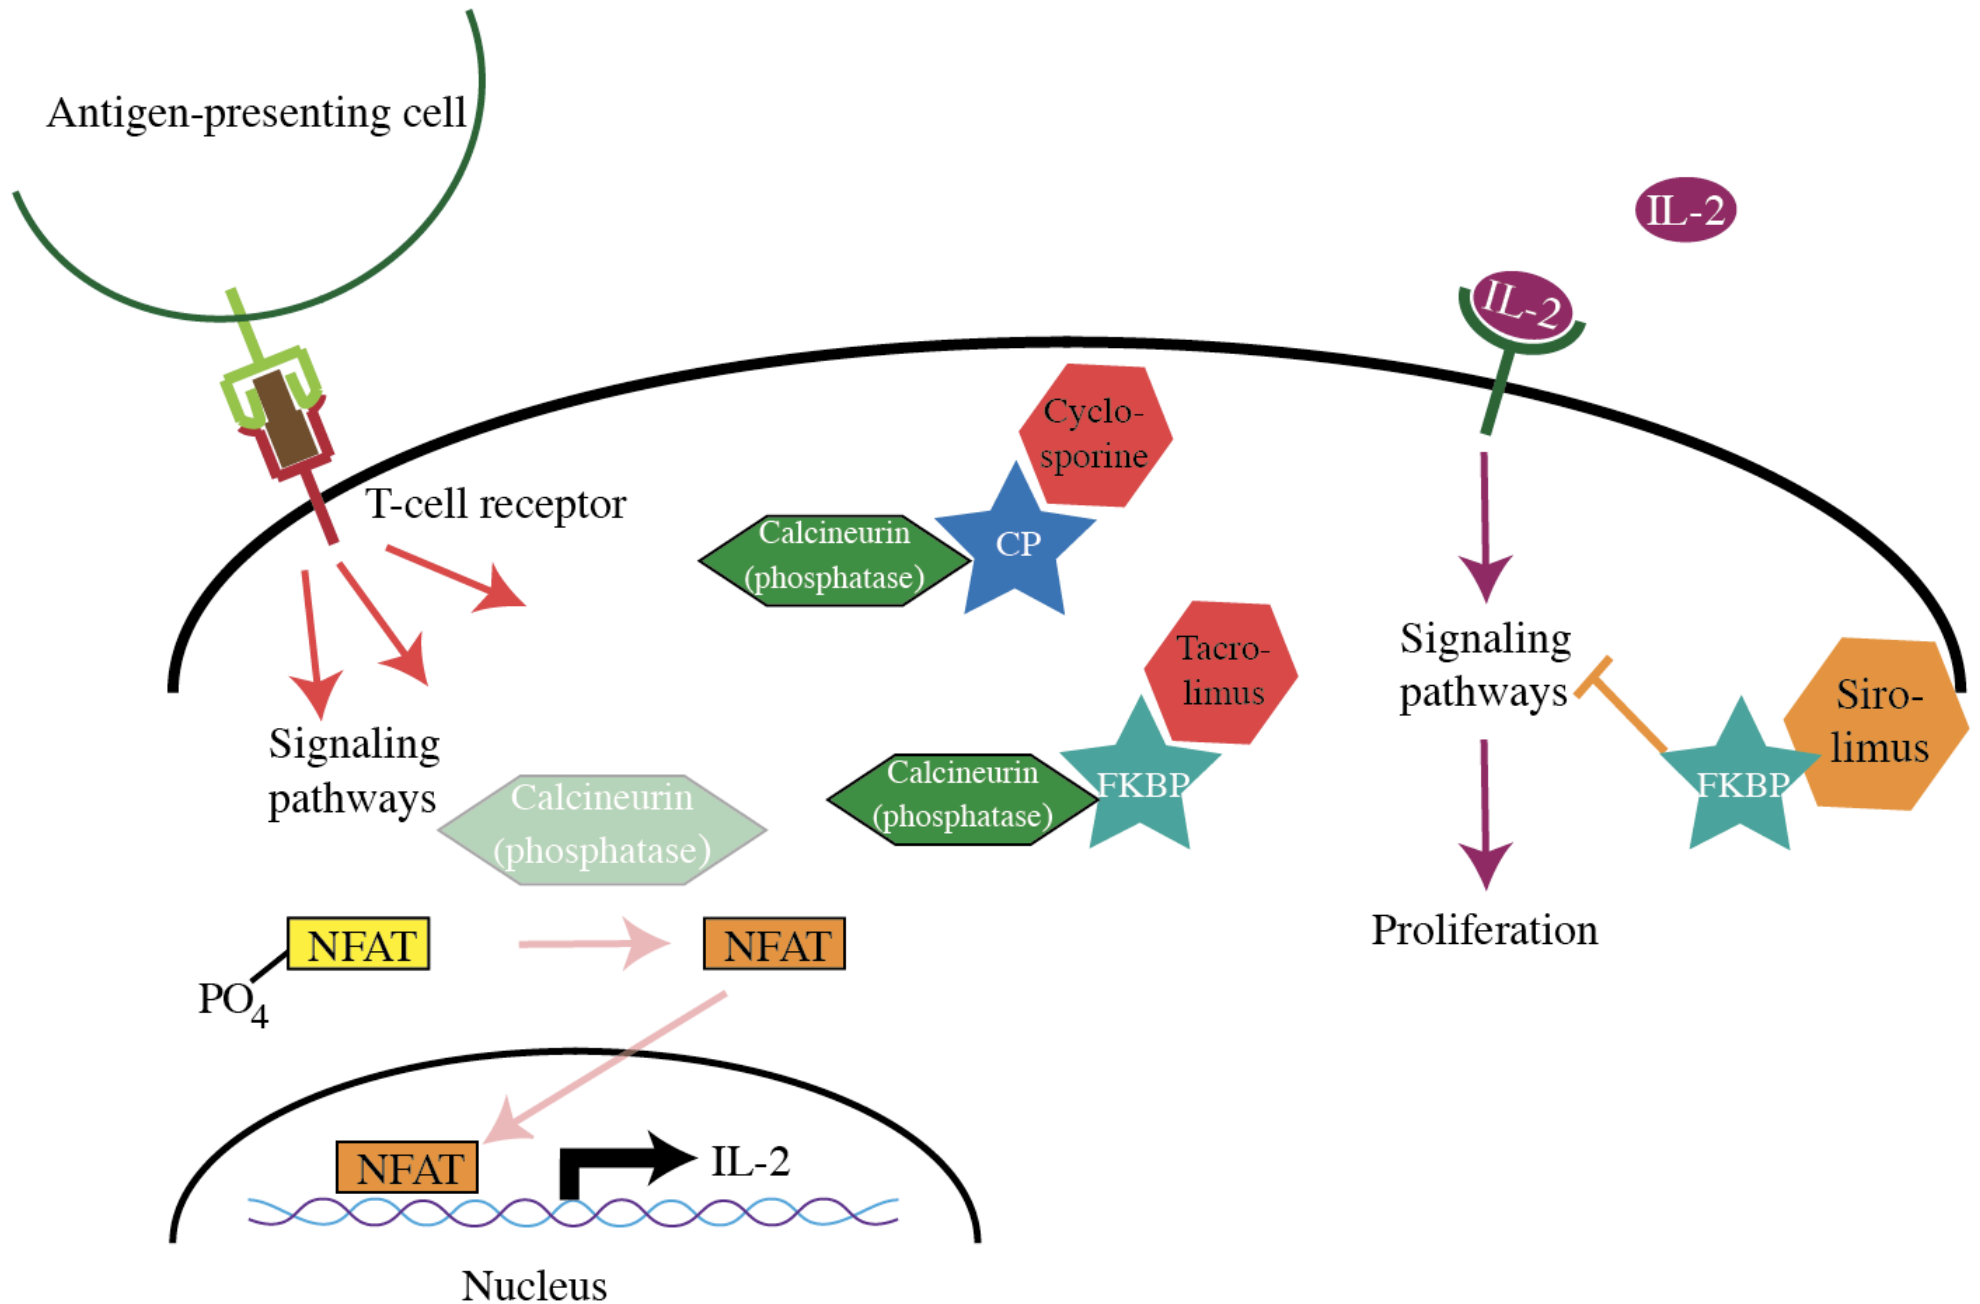 Antigen-presenting cell
IL-2
IL-2
Cyclo-
sporine
T-cell receptor
Calcineurin
(phosphatase)
CP
Tacro-
limus
Signaling
pathways
Siro-
limus
FKBP
Signaling
pathways
Calcineurin
(phosphatase)
Calcineurin
(phosphatase)
FKBP
NFAT
PO4
NFAT
Proliferation
NFAT
IL-2
Nucleus